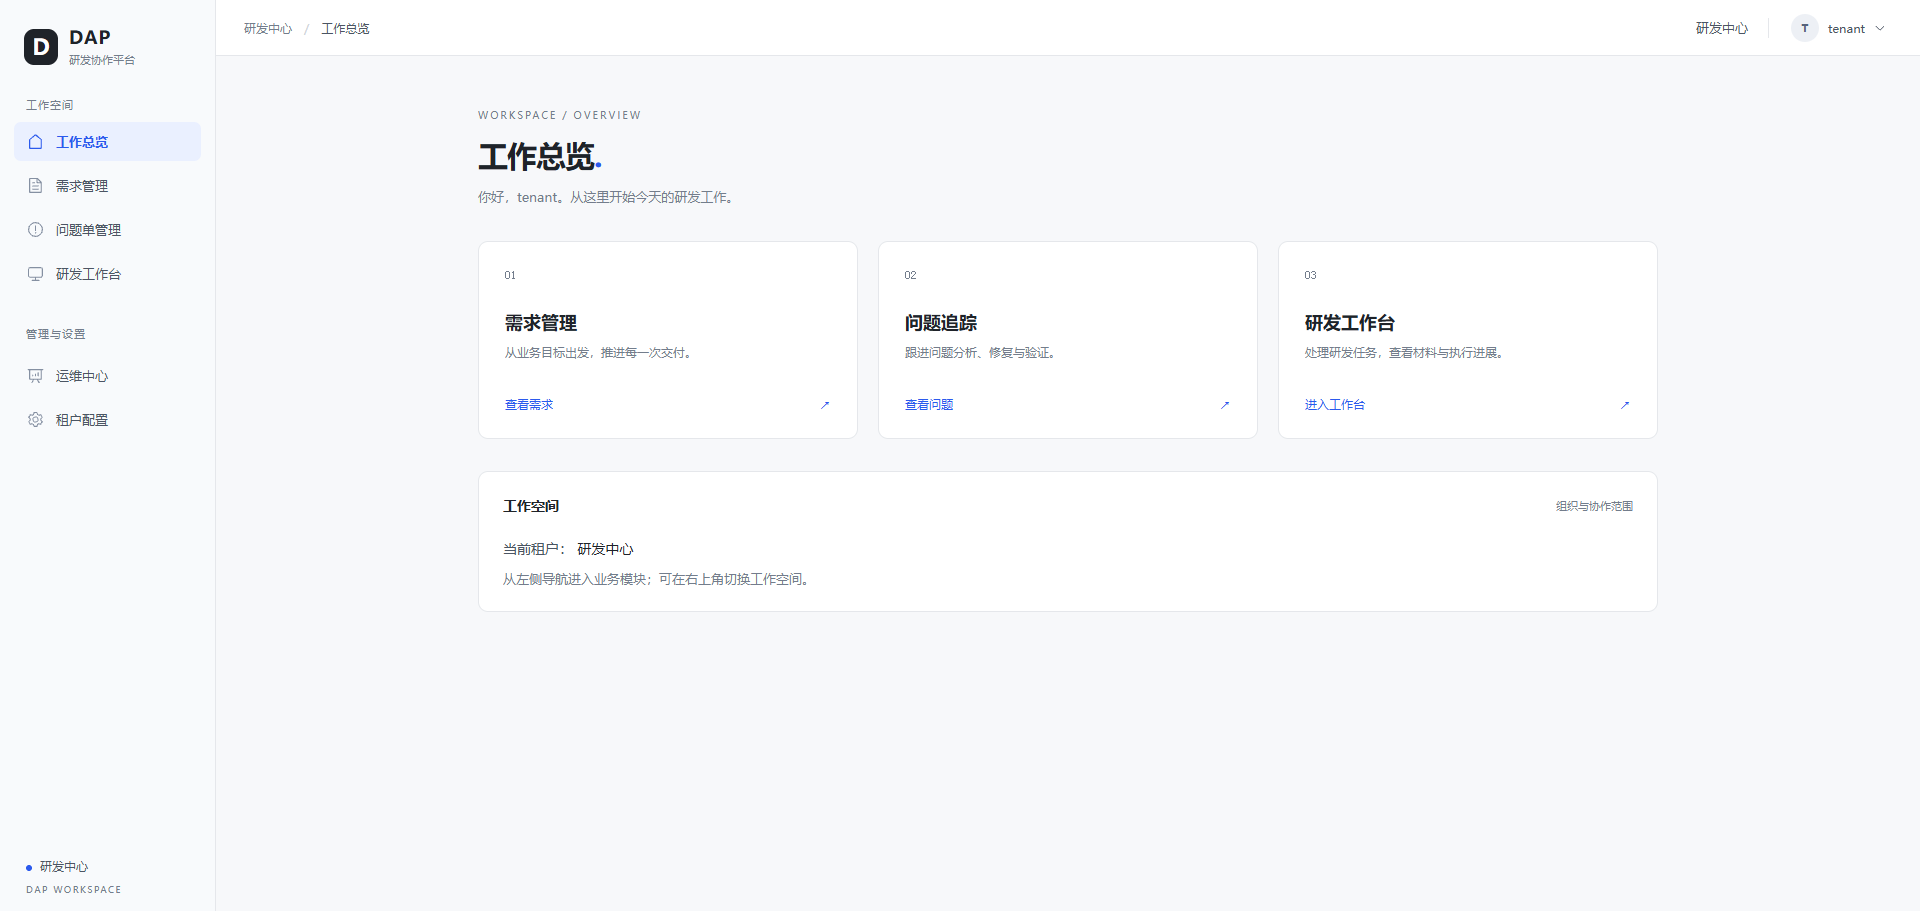 DAP
研发协作平台
工作空间
工作总览
需求管理
问题单管理
研发工作台
管理与设置
运维中心
租户配置
研发中心
DAP WORKSPACE
研发中心 / 工作总览
研发中心
T tenant
WORKSPACE / OVERVIEW
工作总览.
你好，tenant。从这里开始今天的研发工作。
01
需求管理
从业务目标出发，推进每一次交付。
查看需求 ↗
02
问题追踪
跟进问题分析、修复与验证。
查看问题 ↗
03
研发工作台
处理研发任务，查看材料与执行进展。
进入工作台 ↗
工作空间
组织与协作范围
当前租户： 研发中心
从左侧导航进入业务模块；可在右上角切换工作空间。